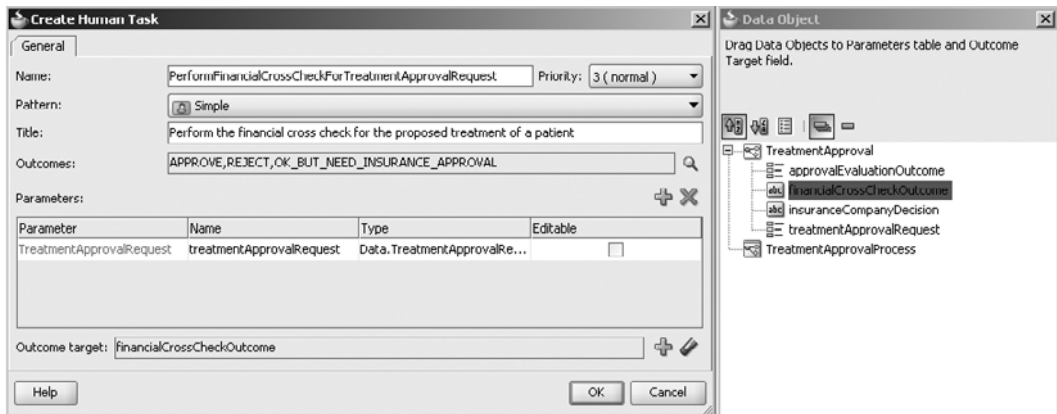 Create Human Task
General
Name: PerformFinancialCrossCheckForTreatmentApprovalRequest Priority: 3 ( normal )
Pattern: Simple
Title: Perform the financial cross check for the proposed treatment of a patient
Outcomes: APPROVE,REJECT,OK_BUT_NEED_INSURANCE_APPROVAL
Parameters:
Parameter Name Type Editable
TreatmentApprovalRequest treatmentApprovalRequest Data.TreatmentApprovalRe...
Outcome target: financialCrossCheckOutcome
Help OK Cancel
Data Object
Drag Data Objects to Parameters table and Outcome
Target field.
TreatmentApproval
approvalEvaluationOutcome
abc financialCrossCheckOutcome
abc insuranceCompanyDecision
treatmentApprovalRequest
TreatmentApprovalProcess